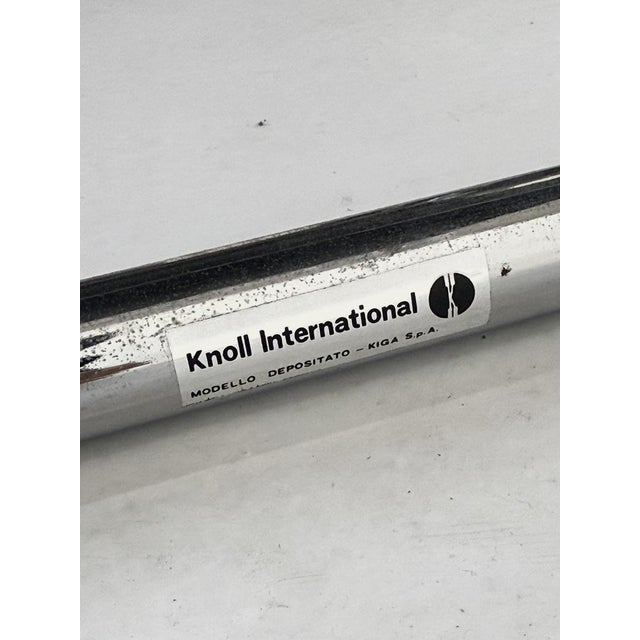 Knoll International
MODELLO DEPOSITATO - KIGA S.p.A.